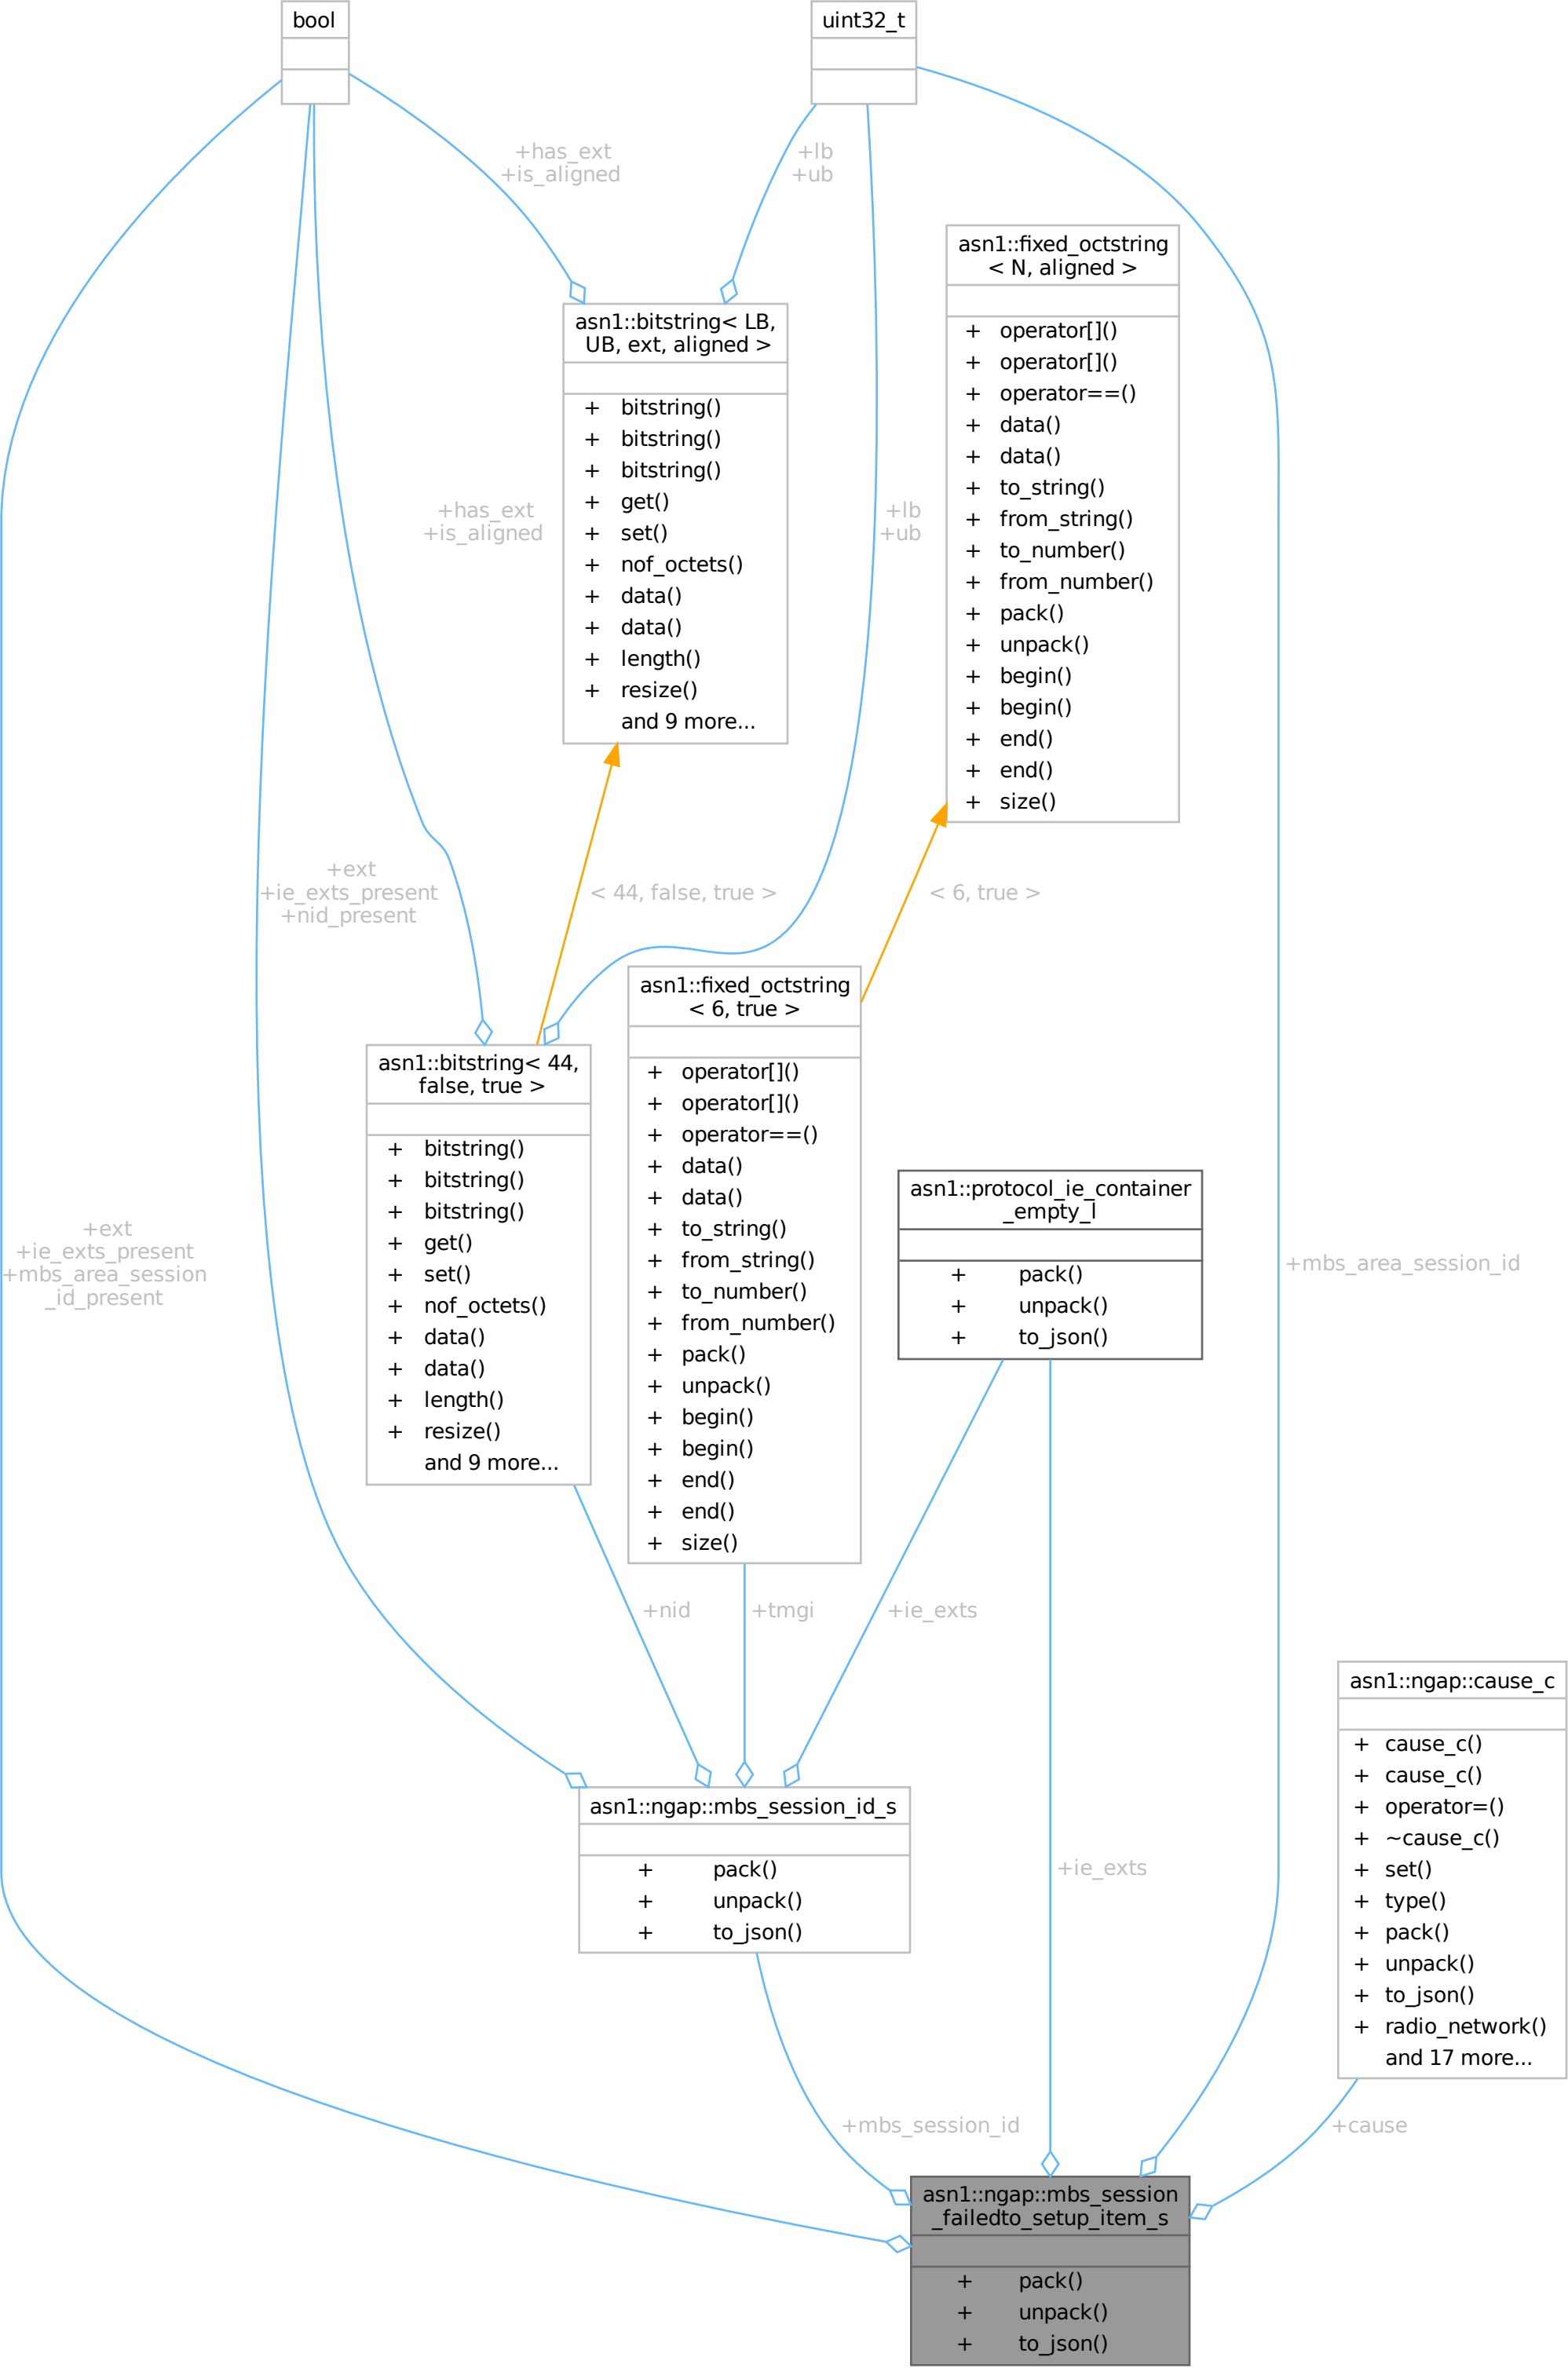 bool
uint32_t
+has_ext
+is_aligned
+lb
+ub
asn1::fixed_octstring
< N, aligned >
+ operator[]()
+ operator[]()
+ operator==()
+ data()
+ data()
+ to_string()
+ from_string()
+ to_number()
+ from_number()
+ pack()
+ unpack()
+ begin()
+ begin()
+ end()
+ end()
+ size()
asn1::bitstring< LB,
UB, ext, aligned >
+ bitstring()
+ bitstring()
+ bitstring()
+ get()
+ set()
+ nof_octets()
+ data()
+ data()
+ length()
+ resize()
and 9 more...
+has_ext
+is_aligned
+lb
+ub
+ext
+ie_exts_present
+nid_present
< 44, false, true >
< 6, true >
asn1::fixed_octstring
< 6, true >
+ operator[]()
+ operator[]()
+ operator==()
+ data()
+ data()
+ to_string()
+ from_string()
+ to_number()
+ from_number()
+ pack()
+ unpack()
+ begin()
+ begin()
+ end()
+ end()
+ size()
asn1::bitstring< 44,
false, true >
+ bitstring()
+ bitstring()
+ bitstring()
+ get()
+ set()
+ nof_octets()
+ data()
+ data()
+ length()
+ resize()
and 9 more...
asn1::protocol_ie_container
_empty_l
+ pack()
+ unpack()
+ to_json()
+ext
+ie_exts_present
+mbs_area_session
_id_present
+mbs_area_session_id
+nid
+tmgi
+ie_exts
asn1::ngap::cause_c
+ cause_c()
+ cause_c()
+ operator=()
+ ~cause_c()
+ set()
+ type()
+ pack()
+ unpack()
+ to_json()
+ radio_network()
and 17 more...
asn1::ngap::mbs_session_id_s
+ pack()
+ unpack()
+ to_json()
+ie_exts
+mbs_session_id
+cause
asn1::ngap::mbs_session
_failedto_setup_item_s
+ pack()
+ unpack()
+ to_json()